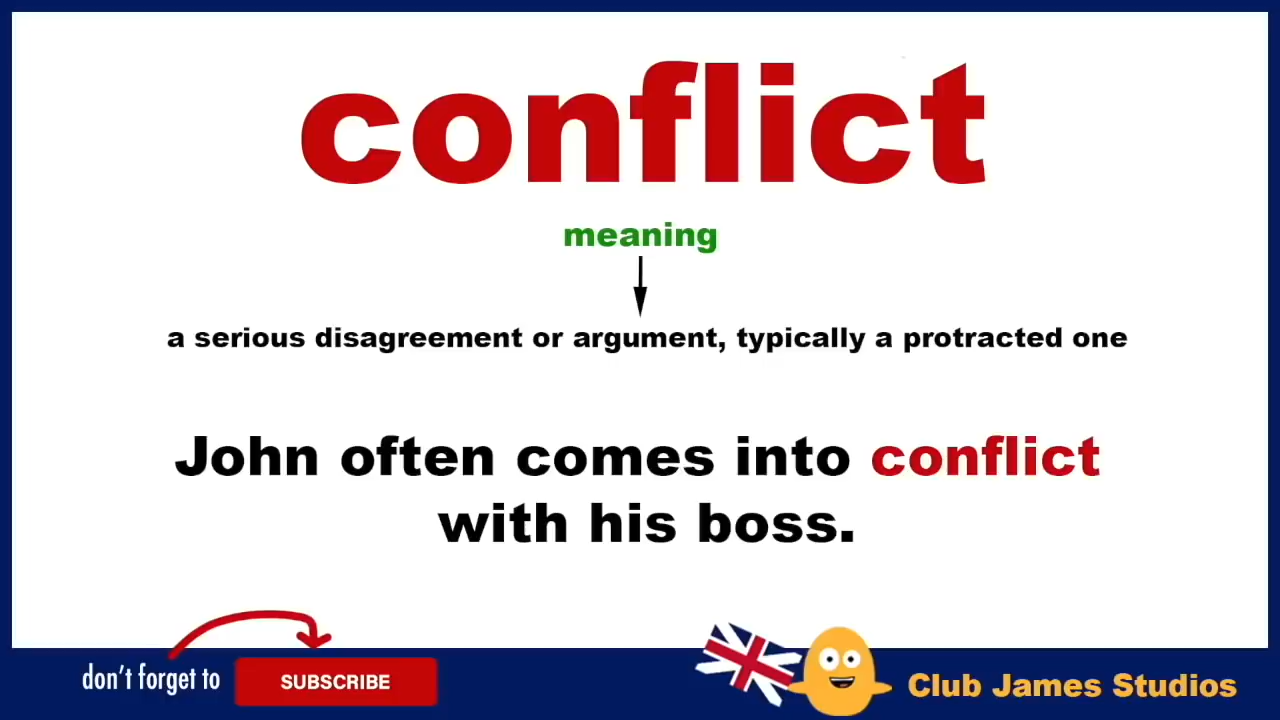 conflict
meaning
a serious disagreement or argument, typically a protracted one
John often comes into conflict
with his boss.
don't forget to
SUBSCRIBE
Club James Studios